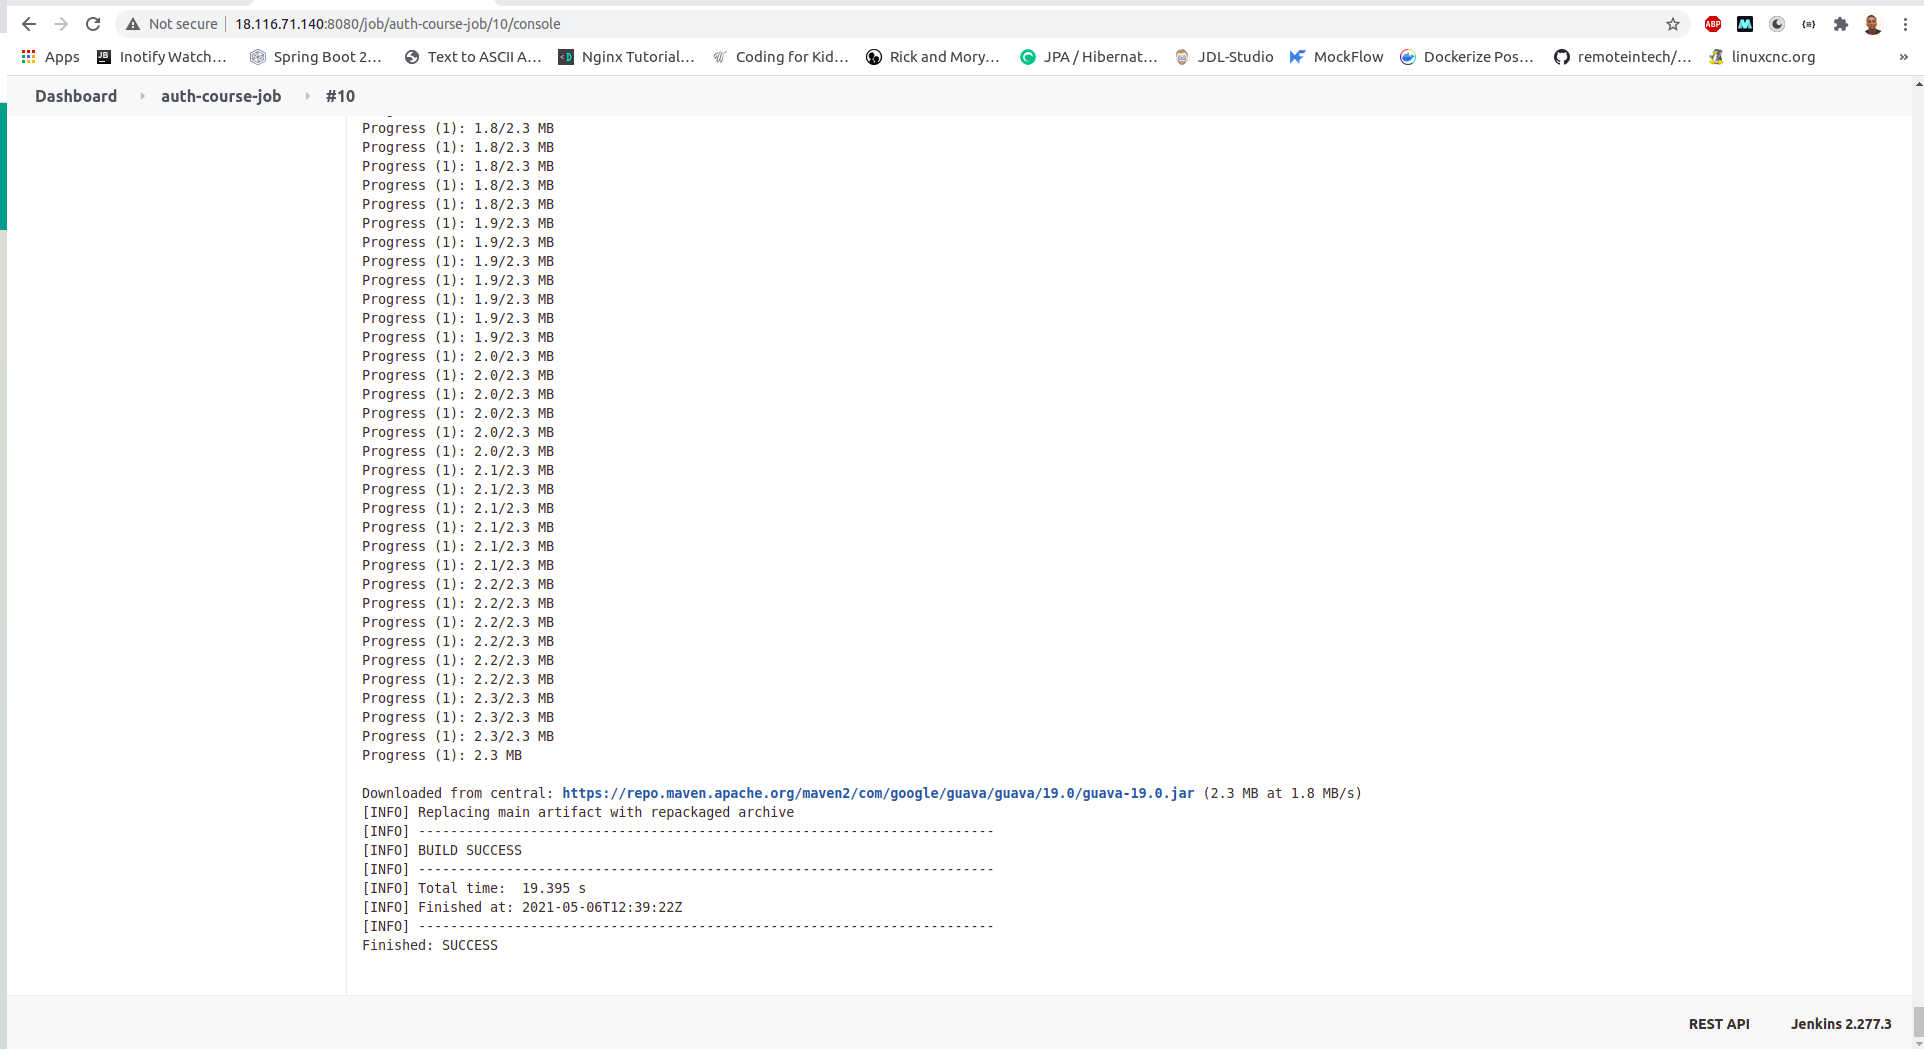 Not secure | 18.116.71.140:8080/job/auth-course-job/10/console
ABP
Apps JB Inotify Watch... Spring Boot 2... Text to ASCII A... Nginx Tutorial... Coding for Kid... Rick and Mory... JPA / Hibernat... JDL-Studio MockFlow Dockerize Pos... remoteintech/... linuxcnc.org »
Dashboard auth-course-job #10
Progress (1): 1.8/2.3 MB
Progress (1): 1.8/2.3 MB
Progress (1): 1.8/2.3 MB
Progress (1): 1.8/2.3 MB
Progress (1): 1.8/2.3 MB
Progress (1): 1.9/2.3 MB
Progress (1): 1.9/2.3 MB
Progress (1): 1.9/2.3 MB
Progress (1): 1.9/2.3 MB
Progress (1): 1.9/2.3 MB
Progress (1): 1.9/2.3 MB
Progress (1): 1.9/2.3 MB
Progress (1): 2.0/2.3 MB
Progress (1): 2.0/2.3 MB
Progress (1): 2.0/2.3 MB
Progress (1): 2.0/2.3 MB
Progress (1): 2.0/2.3 MB
Progress (1): 2.0/2.3 MB
Progress (1): 2.1/2.3 MB
Progress (1): 2.1/2.3 MB
Progress (1): 2.1/2.3 MB
Progress (1): 2.1/2.3 MB
Progress (1): 2.1/2.3 MB
Progress (1): 2.1/2.3 MB
Progress (1): 2.2/2.3 MB
Progress (1): 2.2/2.3 MB
Progress (1): 2.2/2.3 MB
Progress (1): 2.2/2.3 MB
Progress (1): 2.2/2.3 MB
Progress (1): 2.2/2.3 MB
Progress (1): 2.3/2.3 MB
Progress (1): 2.3/2.3 MB
Progress (1): 2.3/2.3 MB
Progress (1): 2.3 MB
Downloaded from central: https://repo.maven.apache.org/maven2/com/google/guava/guava/19.0/guava-19.0.jar (2.3 MB at 1.8 MB/s)
[INFO] Replacing main artifact with repackaged archive
[INFO] ------------------------------------------------------------------------
[INFO] BUILD SUCCESS
[INFO] ------------------------------------------------------------------------
[INFO] Total time:  19.395 s
[INFO] Finished at: 2021-05-06T12:39:22Z
[INFO] ------------------------------------------------------------------------
Finished: SUCCESS
REST API Jenkins 2.277.3